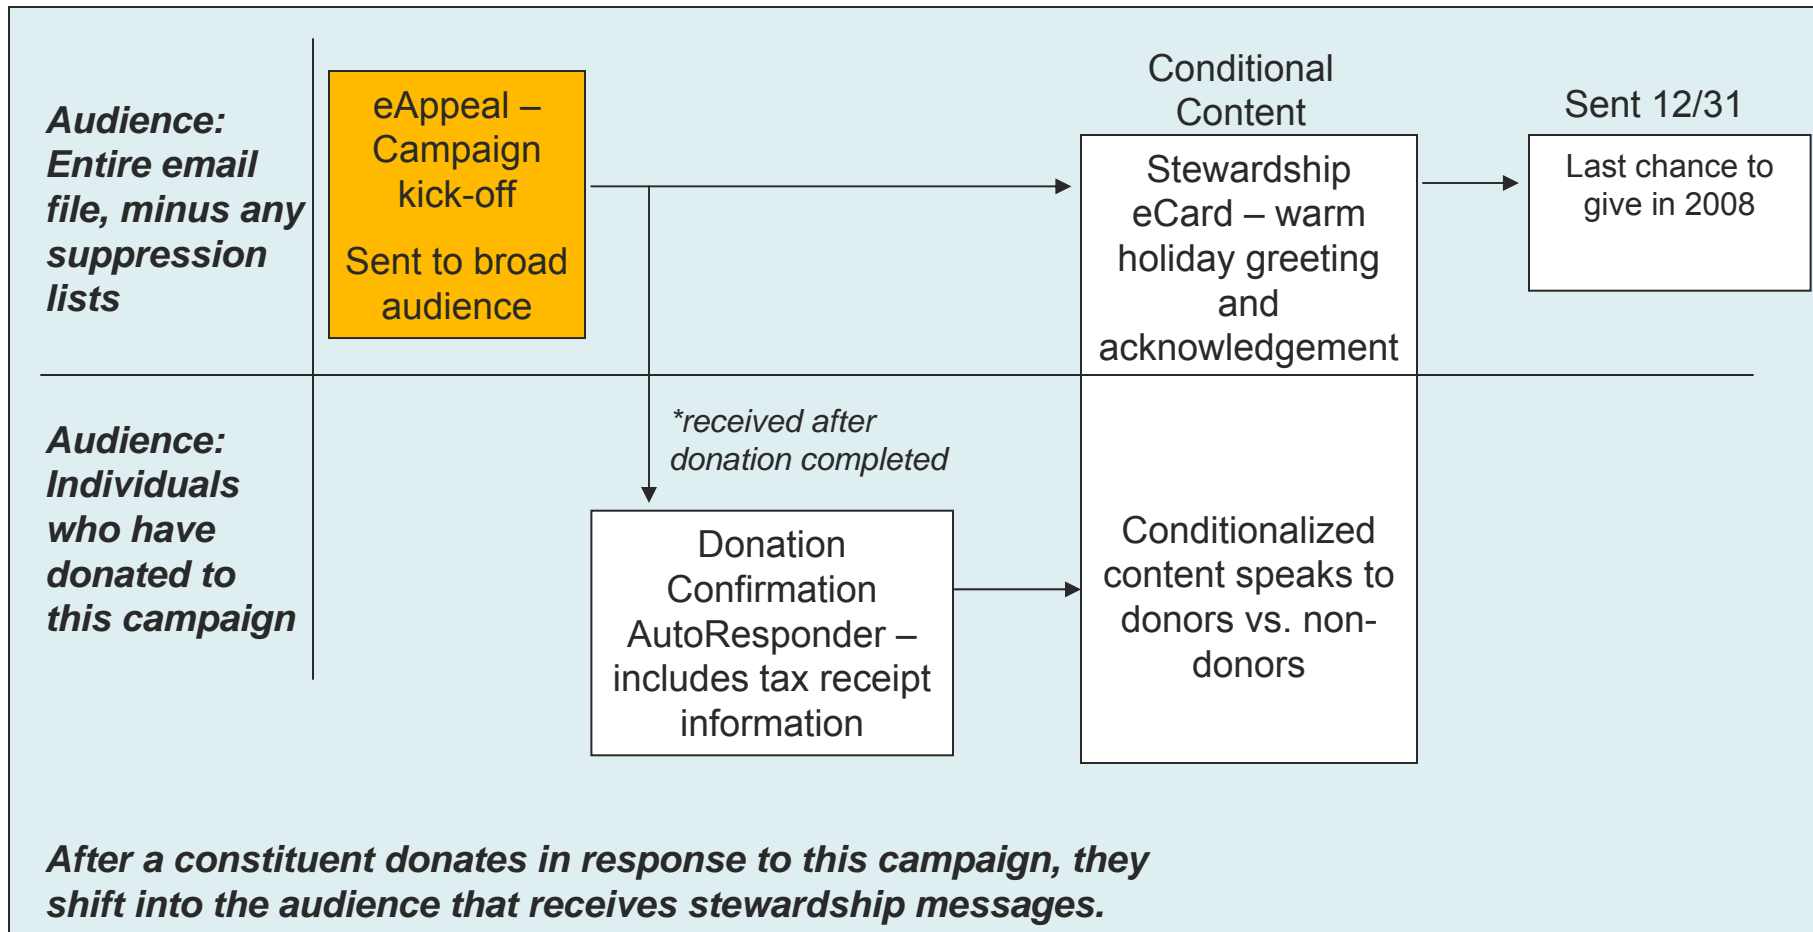 Audience:
Entire email
file, minus any
suppression
lists
eAppeal –
Campaign
kick-off
Sent to broad
audience
Conditional
Content
Stewardship
eCard – warm
holiday greeting
and
acknowledgement
Sent 12/31
Last chance to
give in 2008
Audience:
Individuals
who have
donated to
this campaign
*received after
donation completed
Donation
Confirmation
AutoResponder –
includes tax receipt
information
Conditionalized
content speaks to
donors vs. non-
donors
After a constituent donates in response to this campaign, they
shift into the audience that receives stewardship messages.